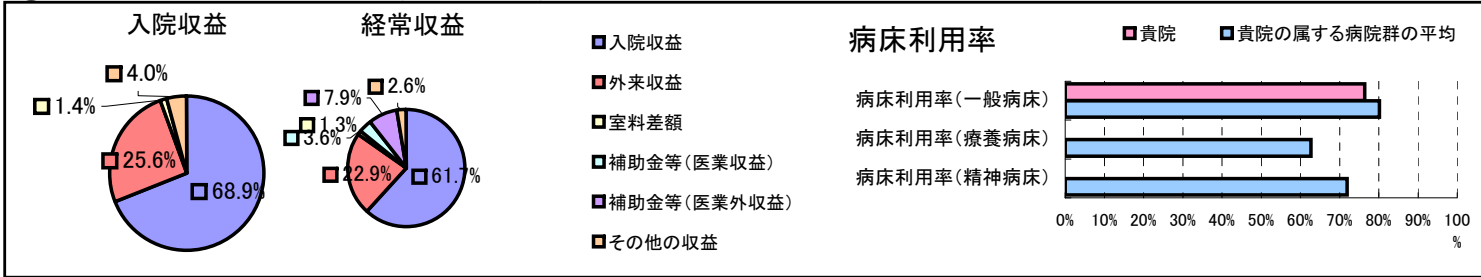 入院収益
4.0%
1.4%
25.6%
68.9%
経常収益
2.6%
7.9%
1.3%
3.6%
22.9%
61.7%
入院収益
外来収益
室料差額
補助金等(医業収益)
補助金等(医業外収益)
その他の収益
病床利用率
貴院 貴院の属する病院群の平均
病床利用率(一般病床)
病床利用率(療養病床)
病床利用率(精神病床)
0% 10% 20% 30% 40% 50% 60% 70% 80% 90% 100
%